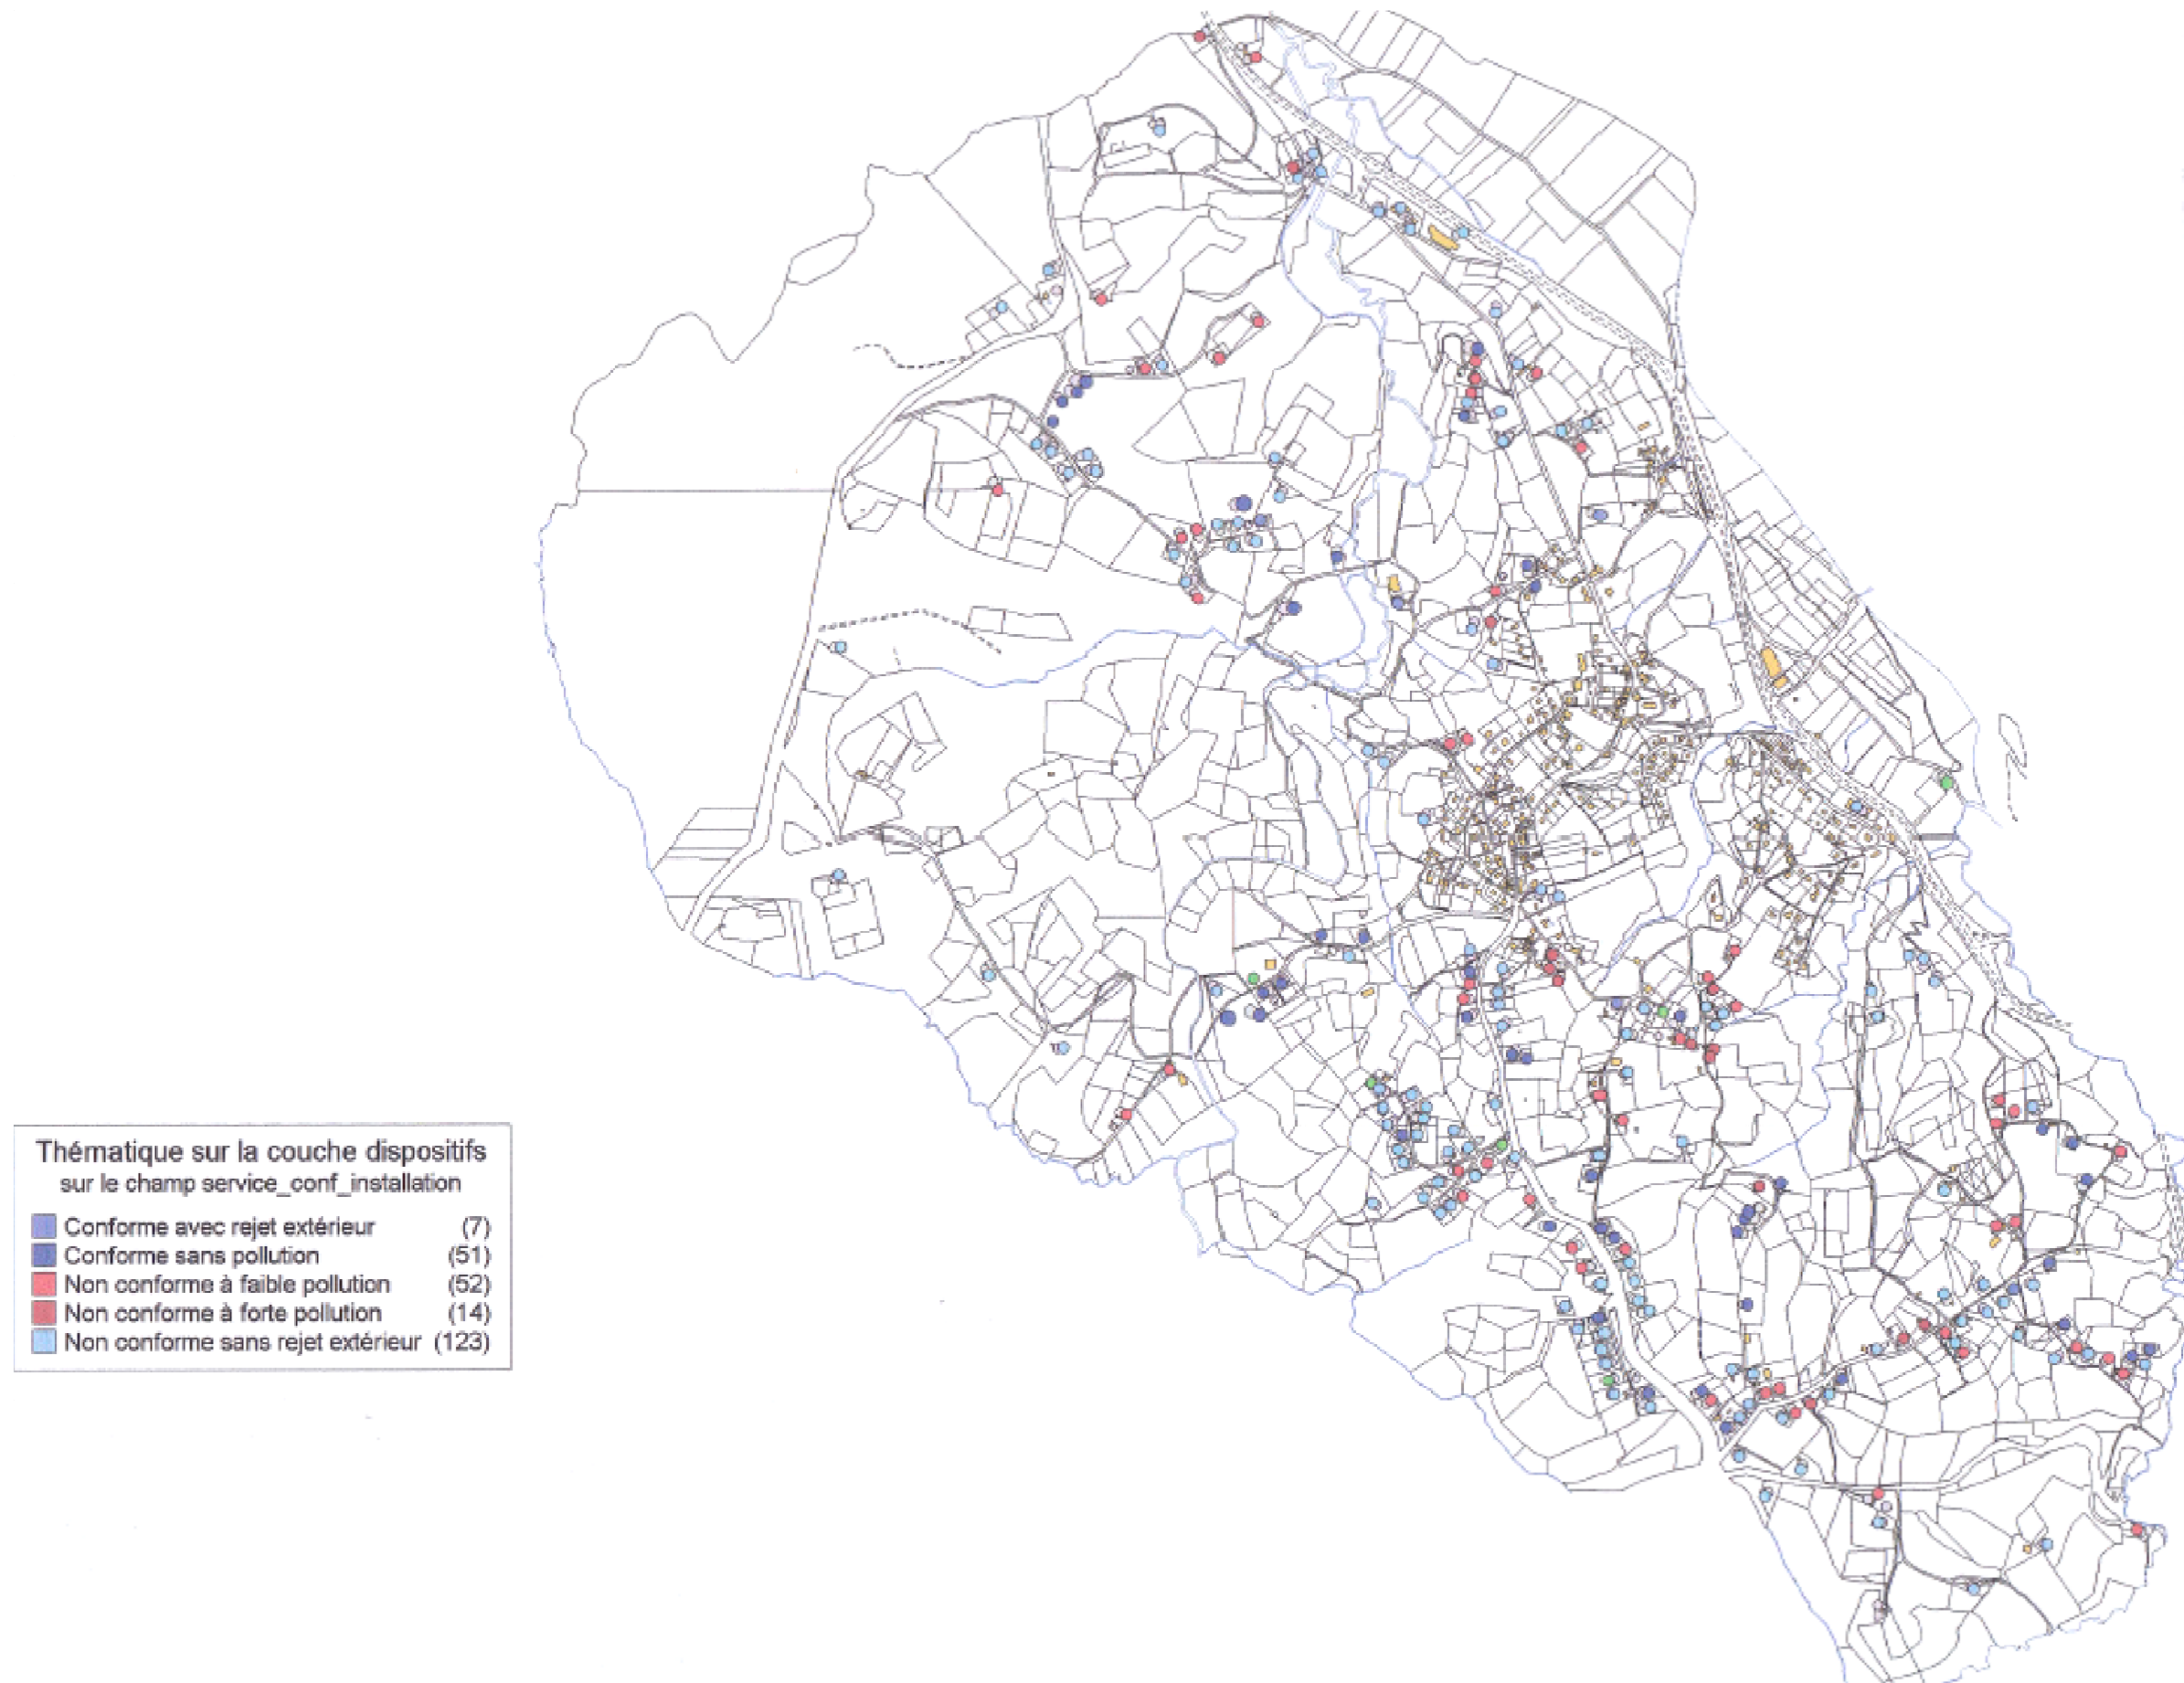 Thématique sur la couche dispositifs
sur le champ service_conf_installation
Conforme avec rejet extérieur (7)
Conforme sans pollution (51)
Non conforme à faible pollution (52)
Non conforme à forte pollution (14)
Non conforme sans rejet extérieur (123)